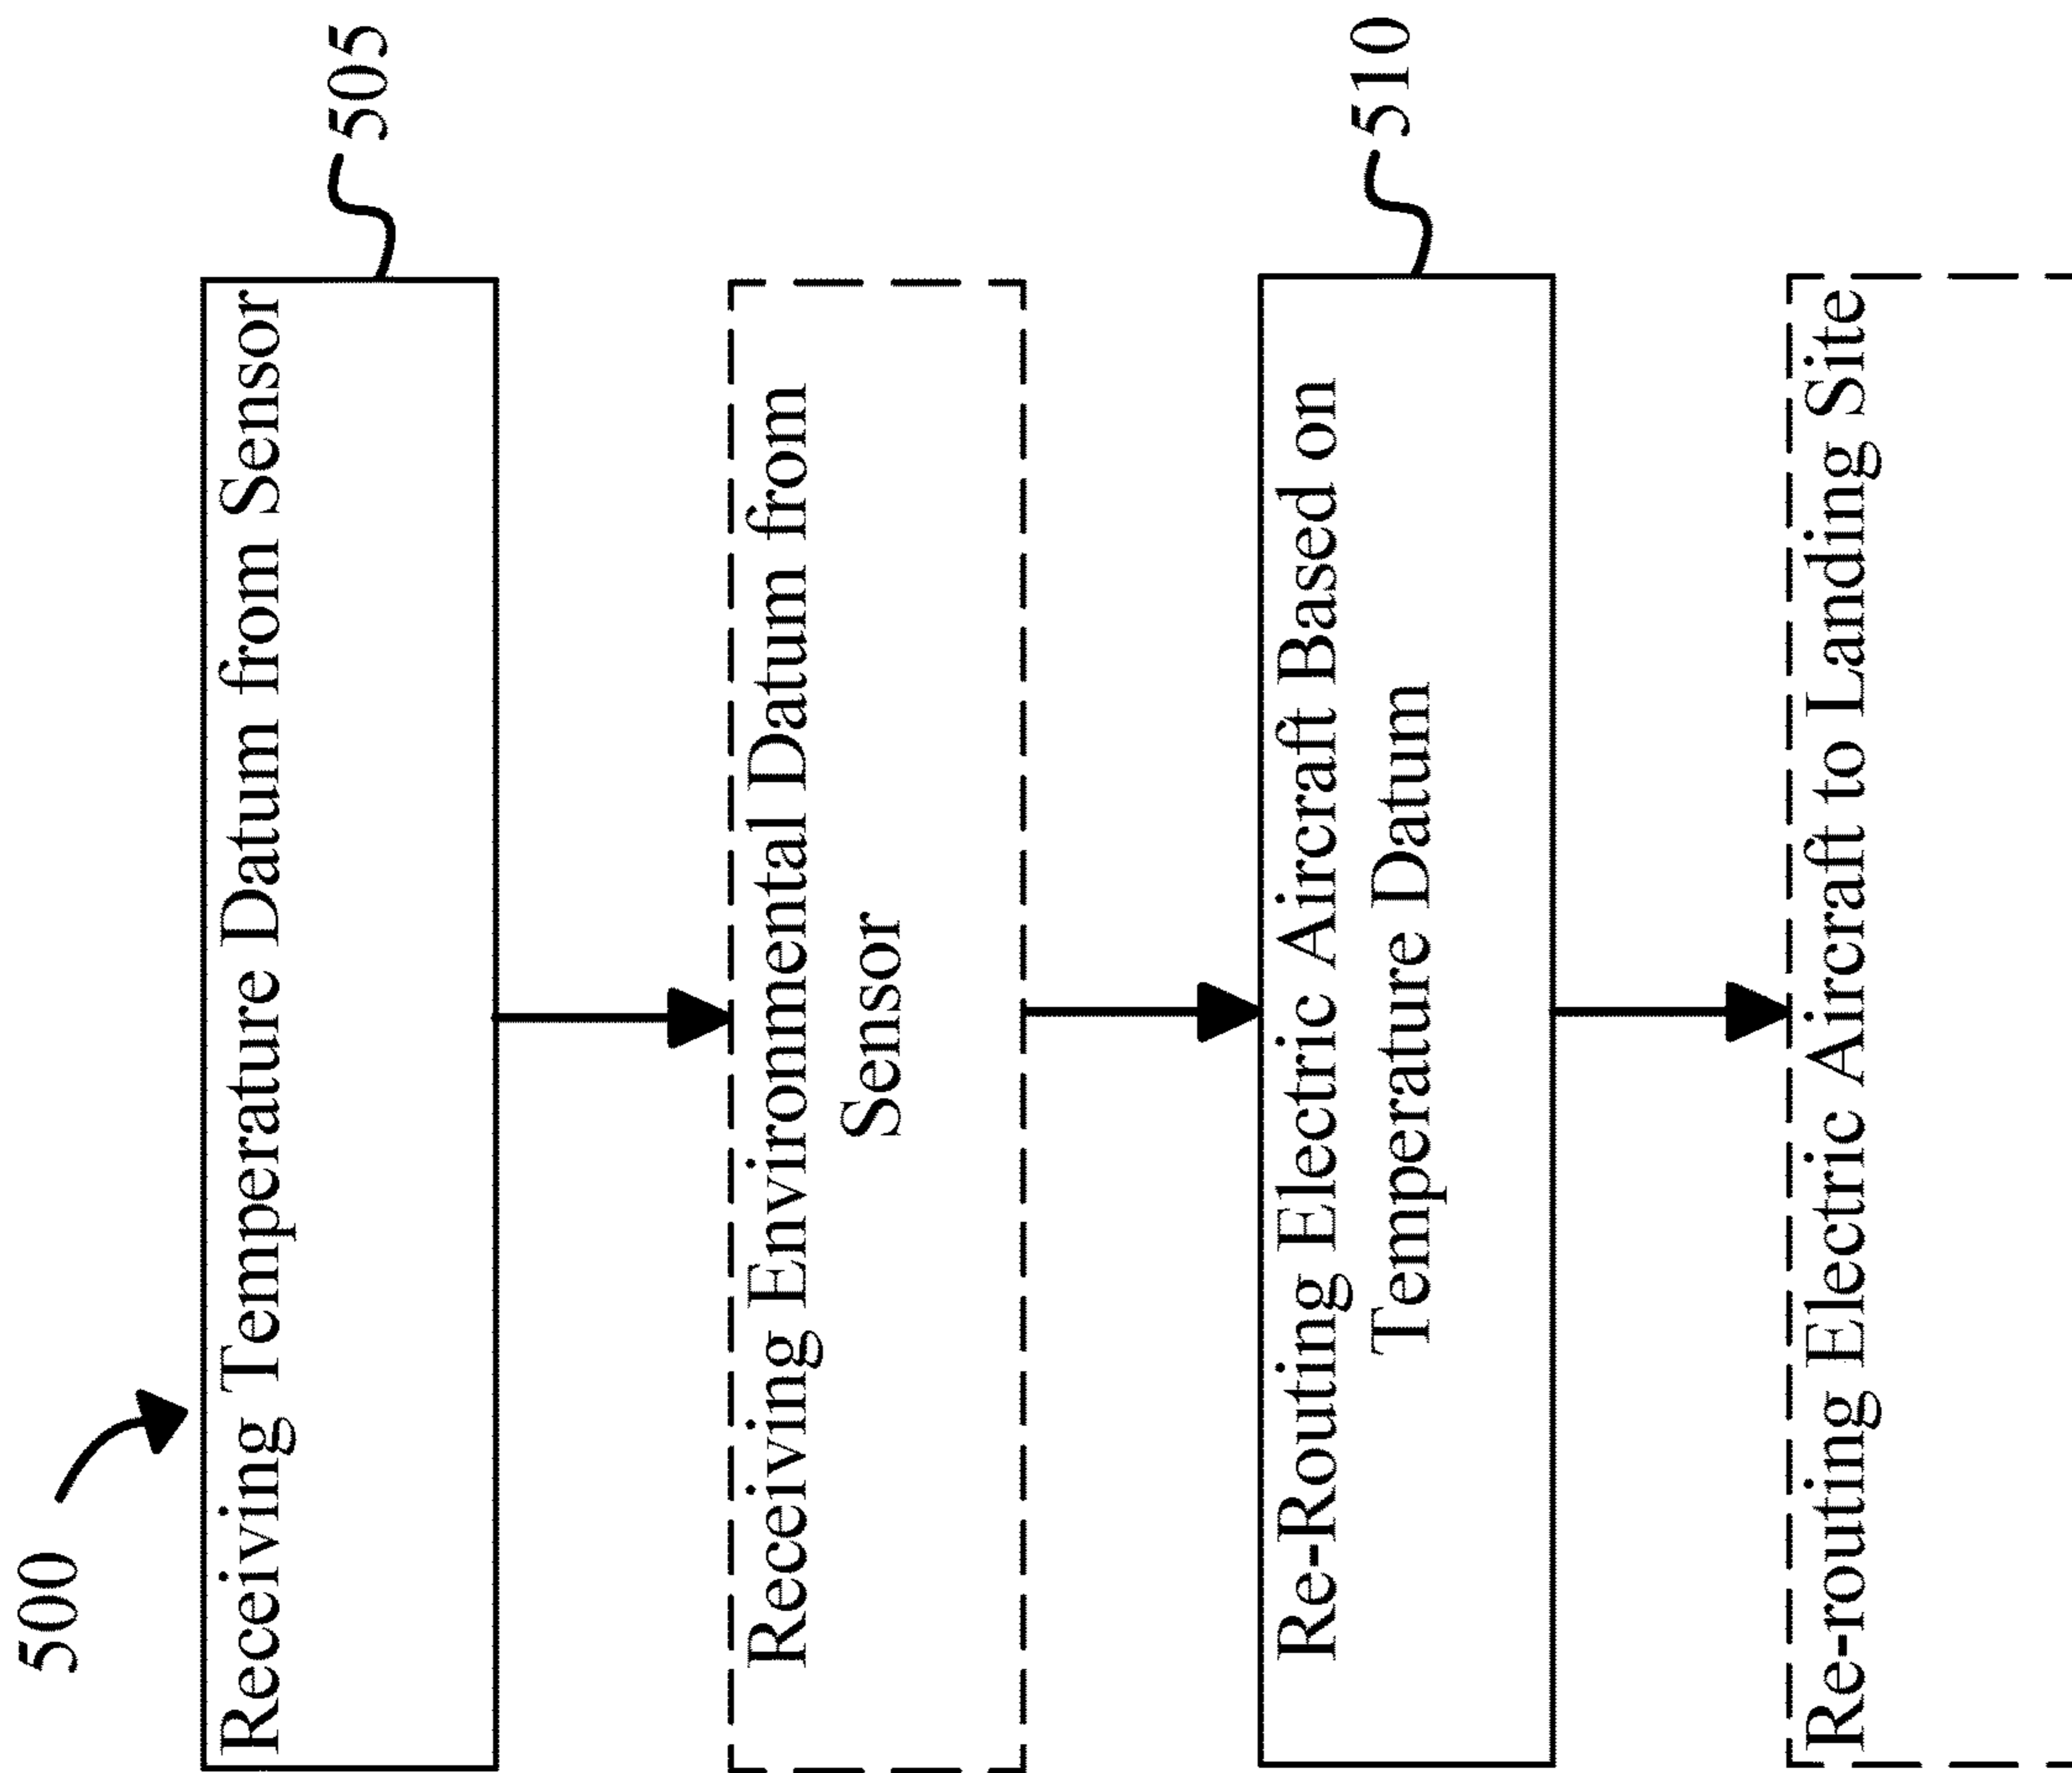 500
Receiving Temperature Datum from Sensor
505
Receiving Environmental Datum from
Sensor
Re-Routing Electric Aircraft Based on
Temperature Datum
510
Re-routing Electric Aircraft to Landing Site